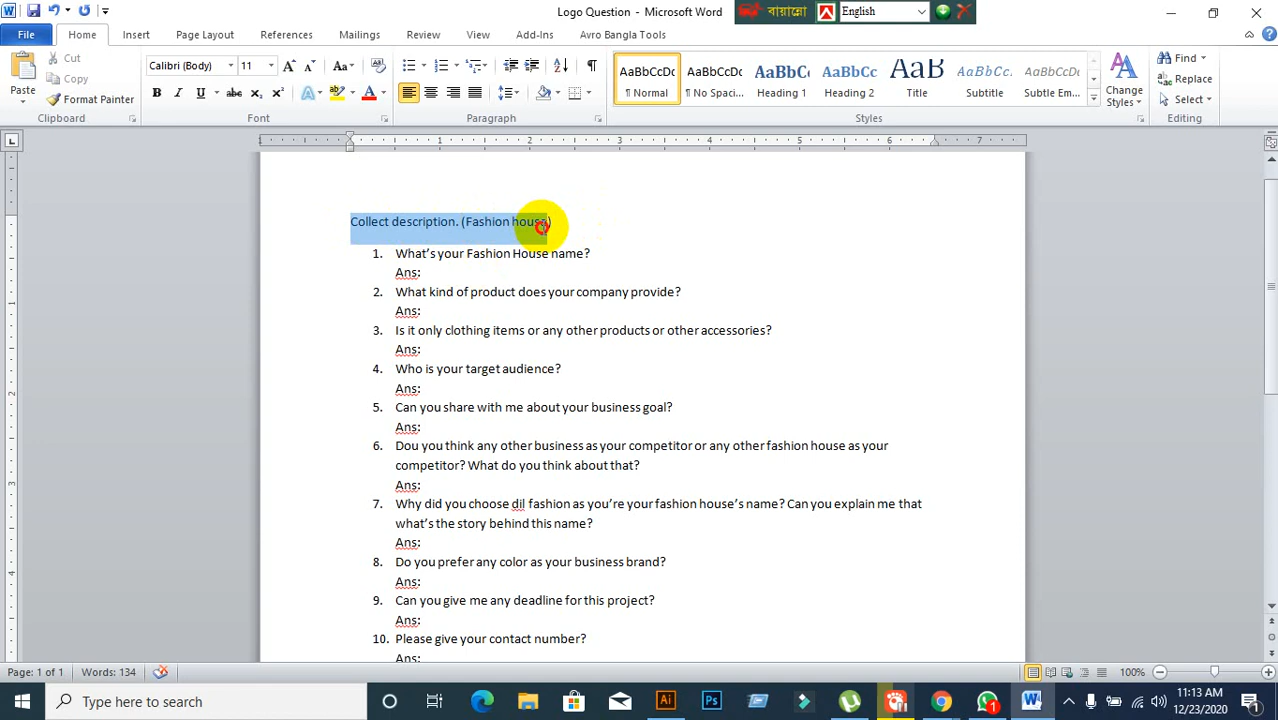 Logo Question - Microsoft Word
বায়ান্নো English
File Home Insert Page Layout References Mailings Review View Add-Ins Avro Bangla Tools
Cut
Copy
Format Painter
Paste
Calibri (Body) 11
AaBbCcDc AaBbCcDc AaBbC AaBbCc AaB AaBbCc. AaBbCcDc
¶ Normal ¶ No Spaci... Heading 1 Heading 2 Title Subtitle Subtle Em...
Change Styles
Find
Replace
Select
Clipboard Font Paragraph Styles Editing
Collect description. (Fashion house)
1. What's your Fashion House name?
Ans:
2. What kind of product does your company provide?
Ans:
3. Is it only clothing items or any other products or other accessories?
Ans:
4. Who is your target audience?
Ans:
5. Can you share with me about your business goal?
Ans:
6. Dou you think any other business as your competitor or any other fashion house as your
competitor? What do you think about that?
Ans:
7. Why did you choose dil fashion as you're your fashion house's name? Can you explain me that
what's the story behind this name?
Ans:
8. Do you prefer any color as your business brand?
Ans:
9. Can you give me any deadline for this project?
Ans:
10. Please give your contact number?
Ans:
Page: 1 of 1 Words: 134 100%
Type here to search
11:13 AM
12/23/2020